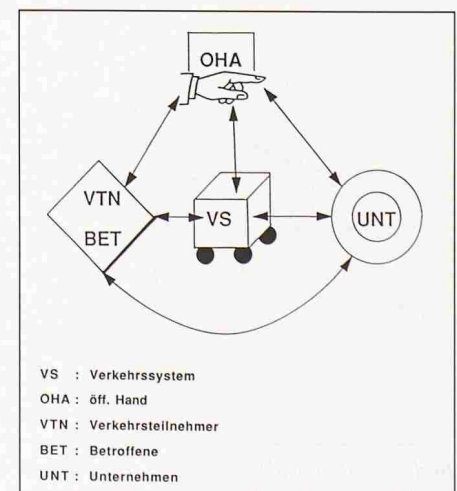 OHA
VTN
BET
VS
UNT
VS : Verkehrssystem
OHA : öff. Hand
VTN : Verkehrsteilnehmer
BET : Betroffene
UNT : Unternehmen